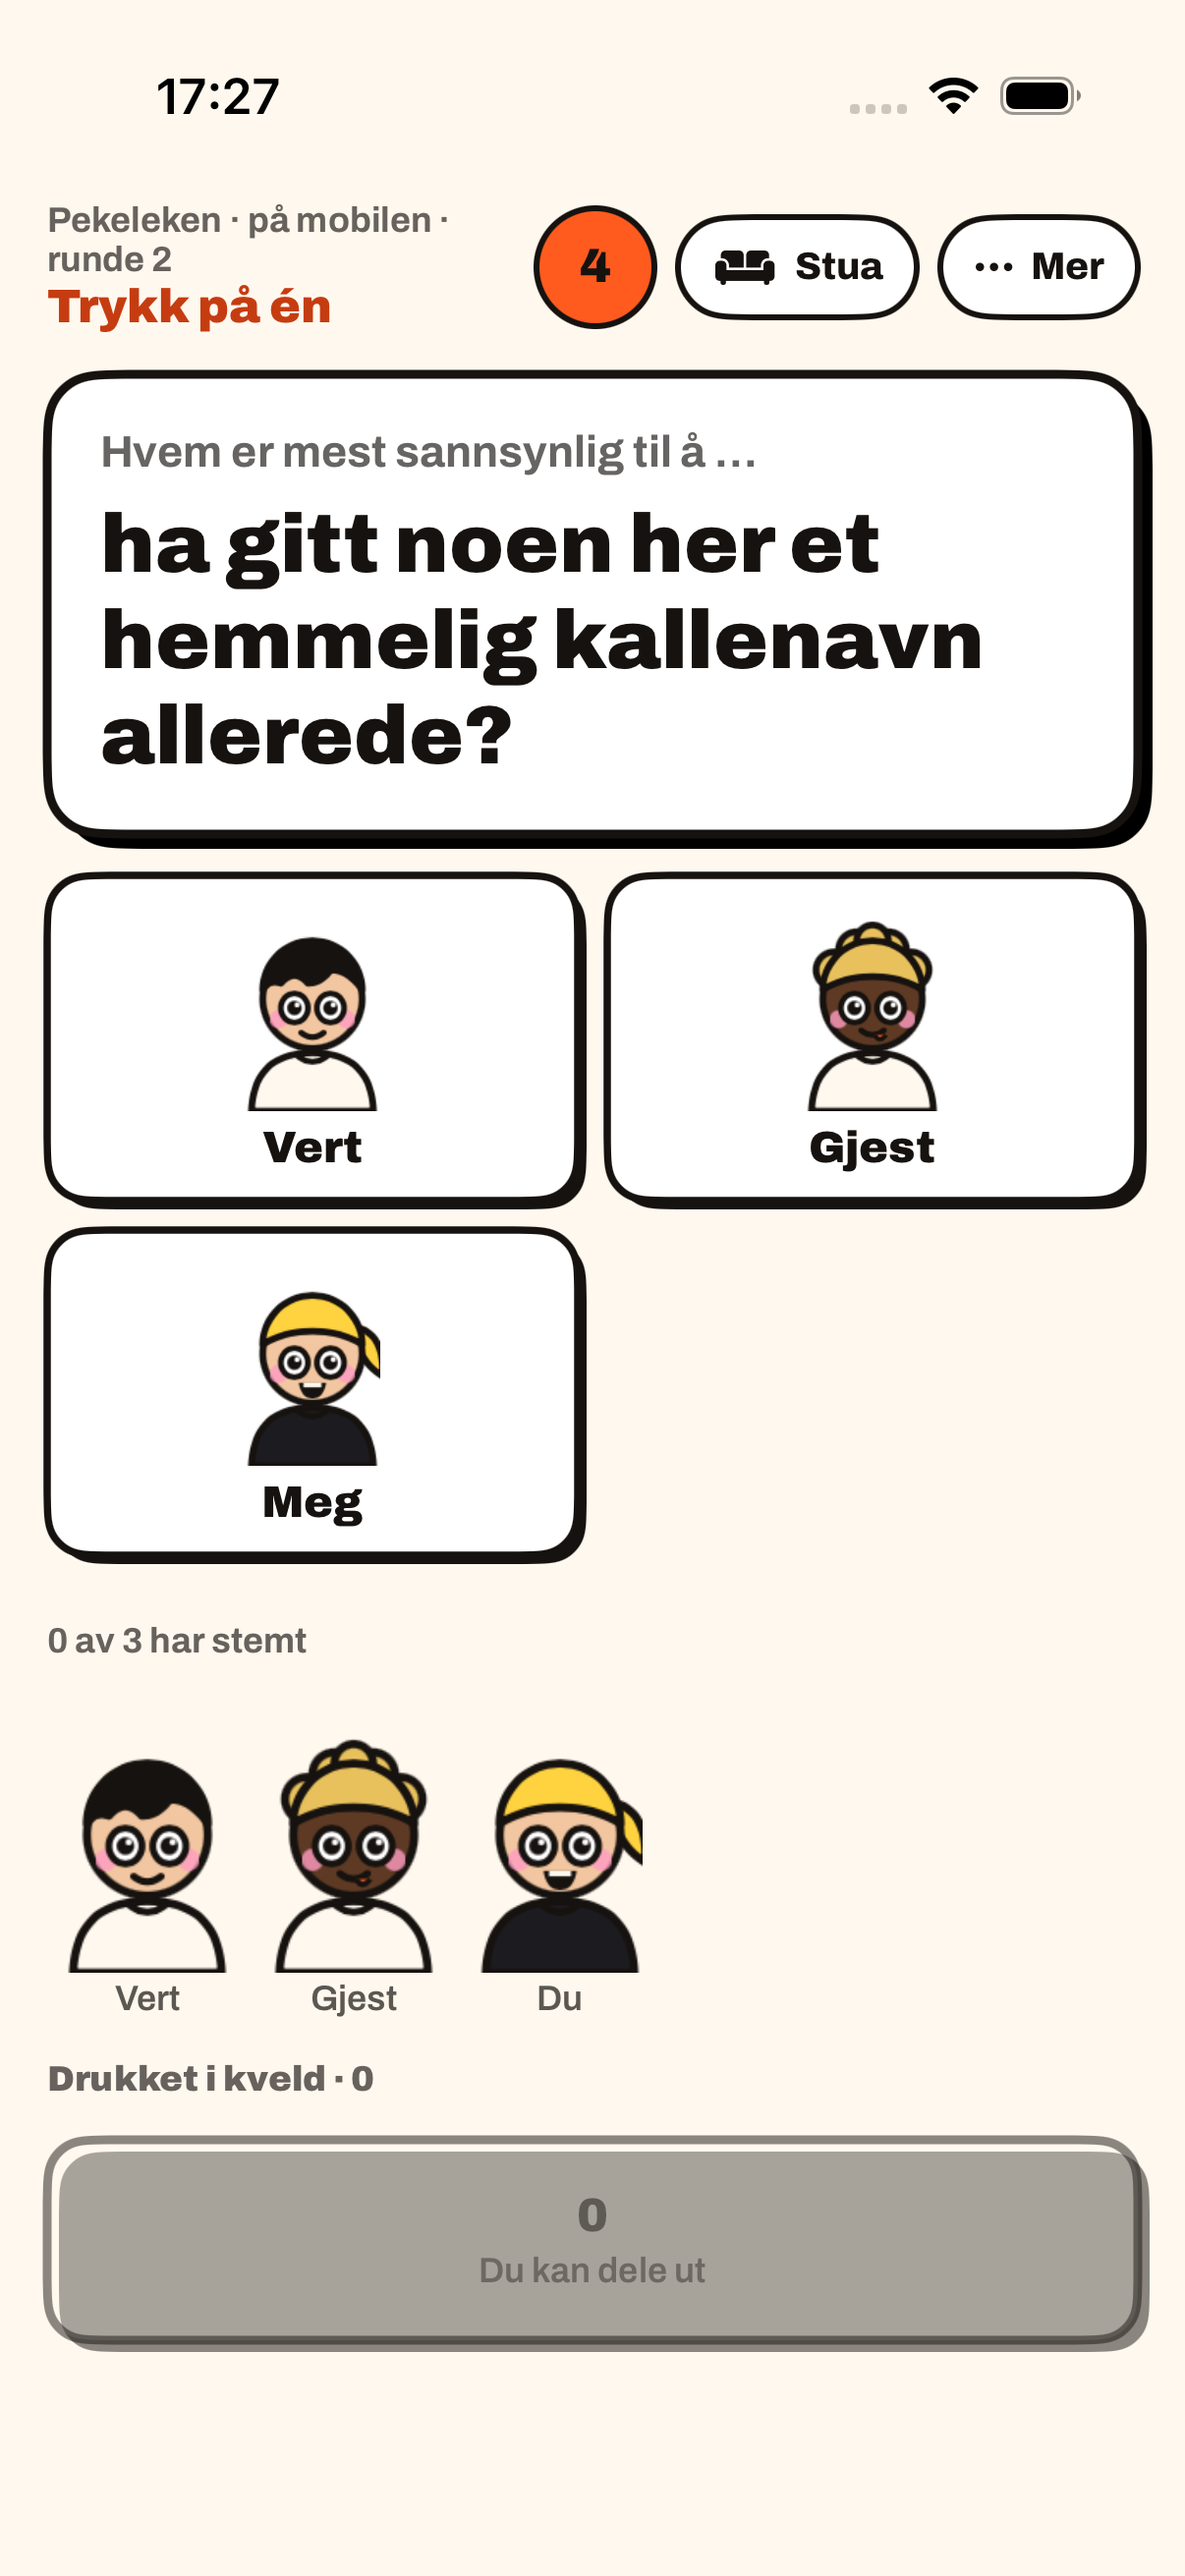 17:27
Pekeleken · på mobilen ·
runde 2
Trykk på én
4
Stua
··· Mer
Hvem er mest sannsynlig til å ...
ha gitt noen her et
hemmelig kallenavn
allerede?
Vert
Gjest
Meg
0 av 3 har stemt
Vert
Gjest
Du
Drukket i kveld · 0
0
Du kan dele ut